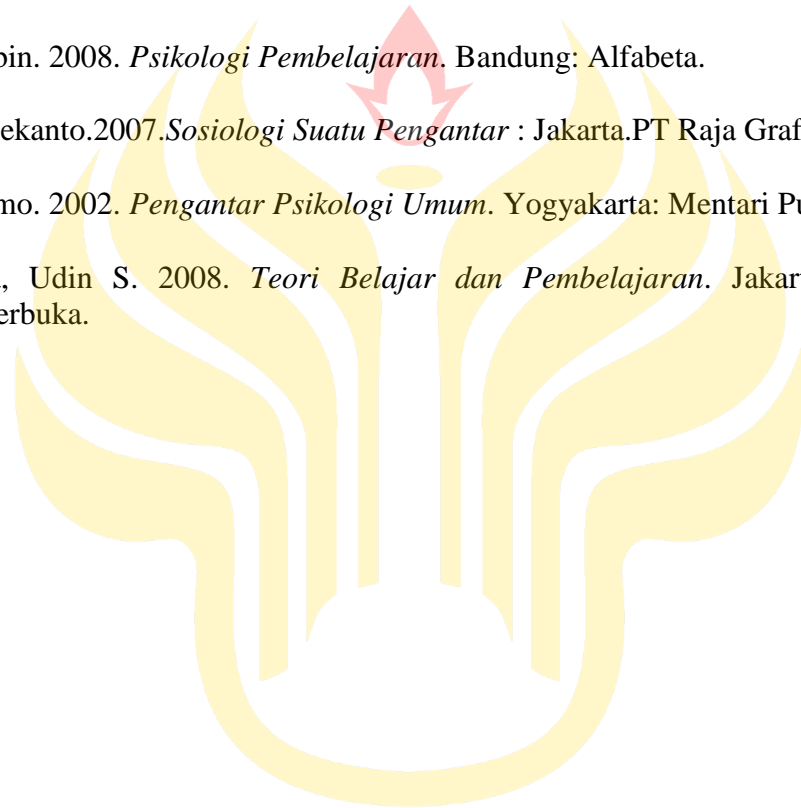 bin. 2008. Psikologi Pembelajaran. Bandung: Alfabeta.
ekanto.2007.Sosiologi Suatu Pengantar : Jakarta.PT Raja Graf
mo. 2002. Pengantar Psikologi Umum. Yogyakarta: Mentari Pu
, Udin S. 2008. Teori Belajar dan Pembelajaran. Jakar
erbuka.